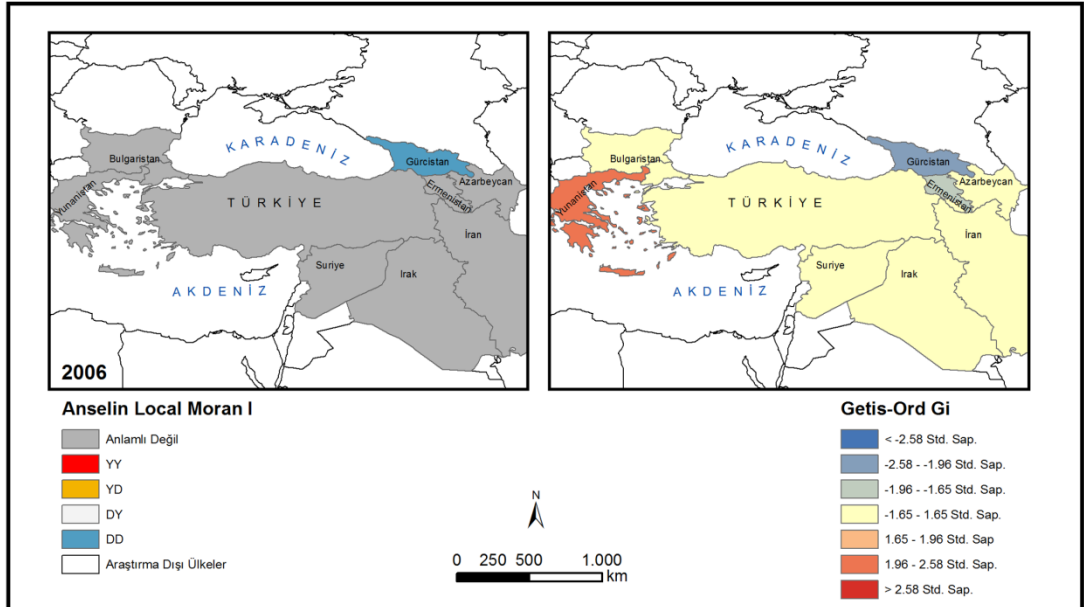 KARADENİZ
Bulgaristan
Gürcistan
Azarbeycan
Ermenistan
Yunanistan
TÜRKİYE
İran
Suriye
Irak
AKDENİZ
2006
KARADENİZ
Bulgaristan
Gürcistan
Azarbeycan
Ermenistan
Yunanistan
TÜRKİYE
İran
Suriye
Irak
AKDENİZ
Anselin Local Moran I
Anlamlı Değil
YY
YD
DY
DD
Araştırma Dışı Ülkeler
N
0 250 500 1.000
km
Getis-Ord Gi
< -2.58 Std. Sap.
-2.58 - -1.96 Std. Sap.
-1.96 - -1.65 Std. Sap.
-1.65 - 1.65 Std. Sap.
1.65 - 1.96 Std. Sap
1.96 - 2.58 Std. Sap.
> 2.58 Std. Sap.